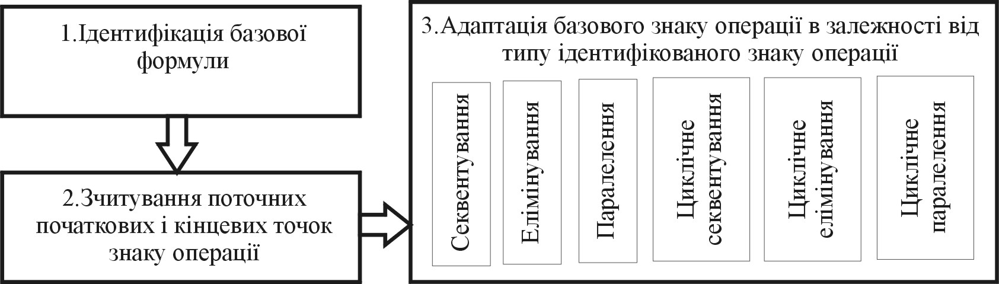 1.Ідентифікація базової
формули
2.Зчитування поточних
початкових і кінцевих точок
знаку операції
3.Адаптація базового знаку операції в залежності від
типу ідентифікованого знаку операції
Секвентування
Елімінування
Паралелення
Циклічне
секвентування
Циклічне
елімінування
Циклічне
паралелення